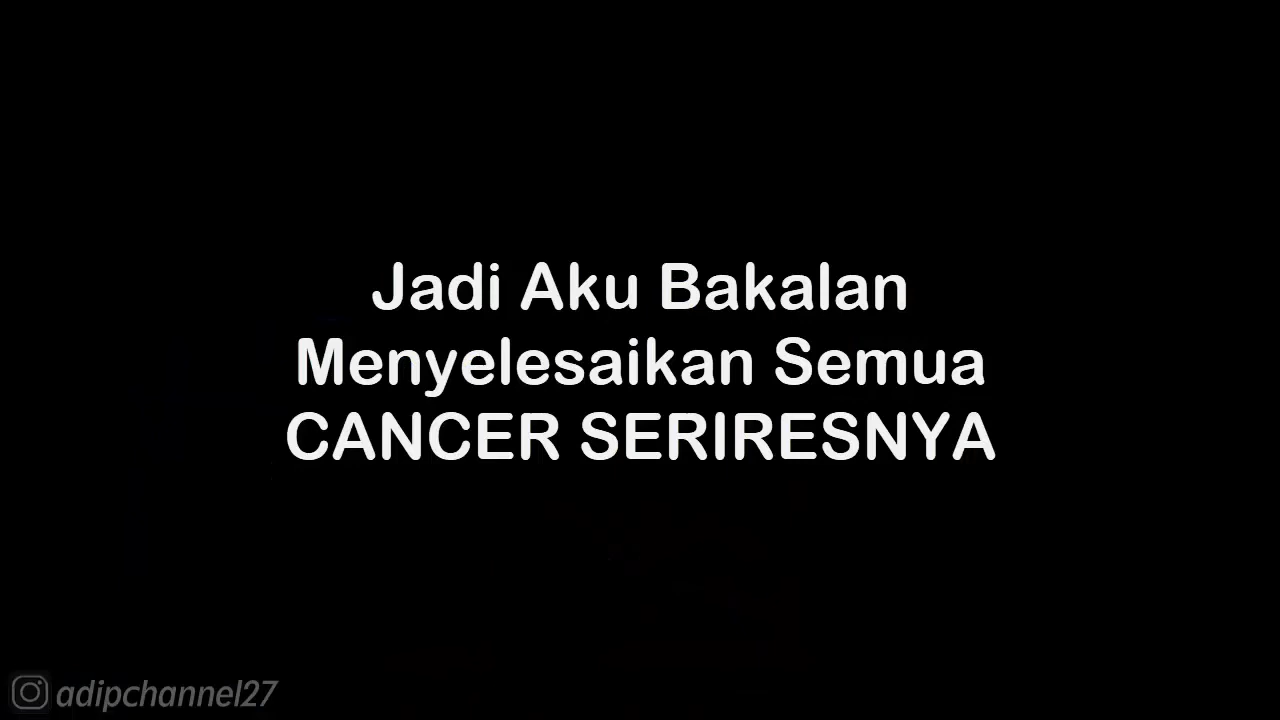 Jadi Aku Bakalan
Menyelesaikan Semua
CANCER SERIRESNYA
adipchannel27